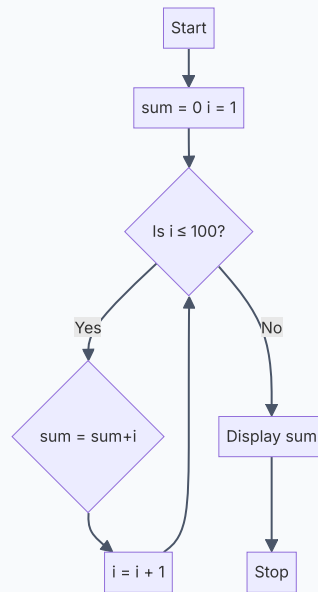 Start
sum = 0 i = 1
Is i ≤ 100?
Yes
No
sum = sum+i
Display sum
i = i + 1
Stop